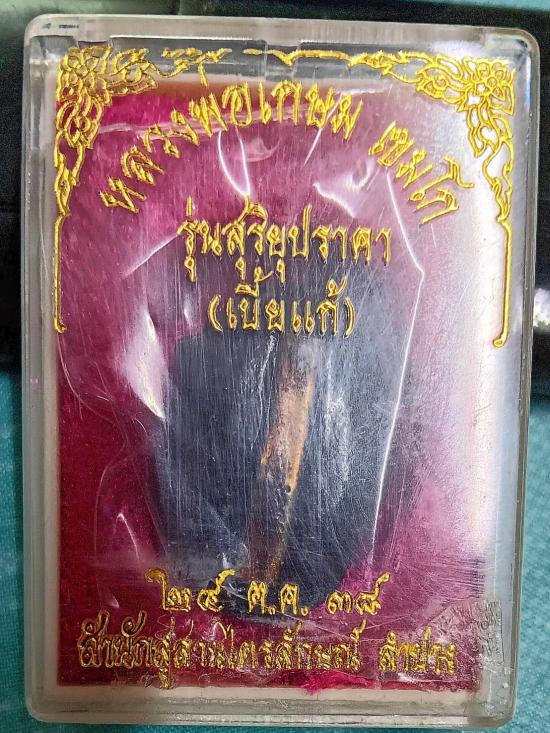 หลวงพ่อเกษม เขมโก
รุ่นสุริยุปราคา
(เบี้ยแก้)
๒๔ ต.ค. ๓๘
สำนักสุสานไตรลักษณ์ ลำปาง